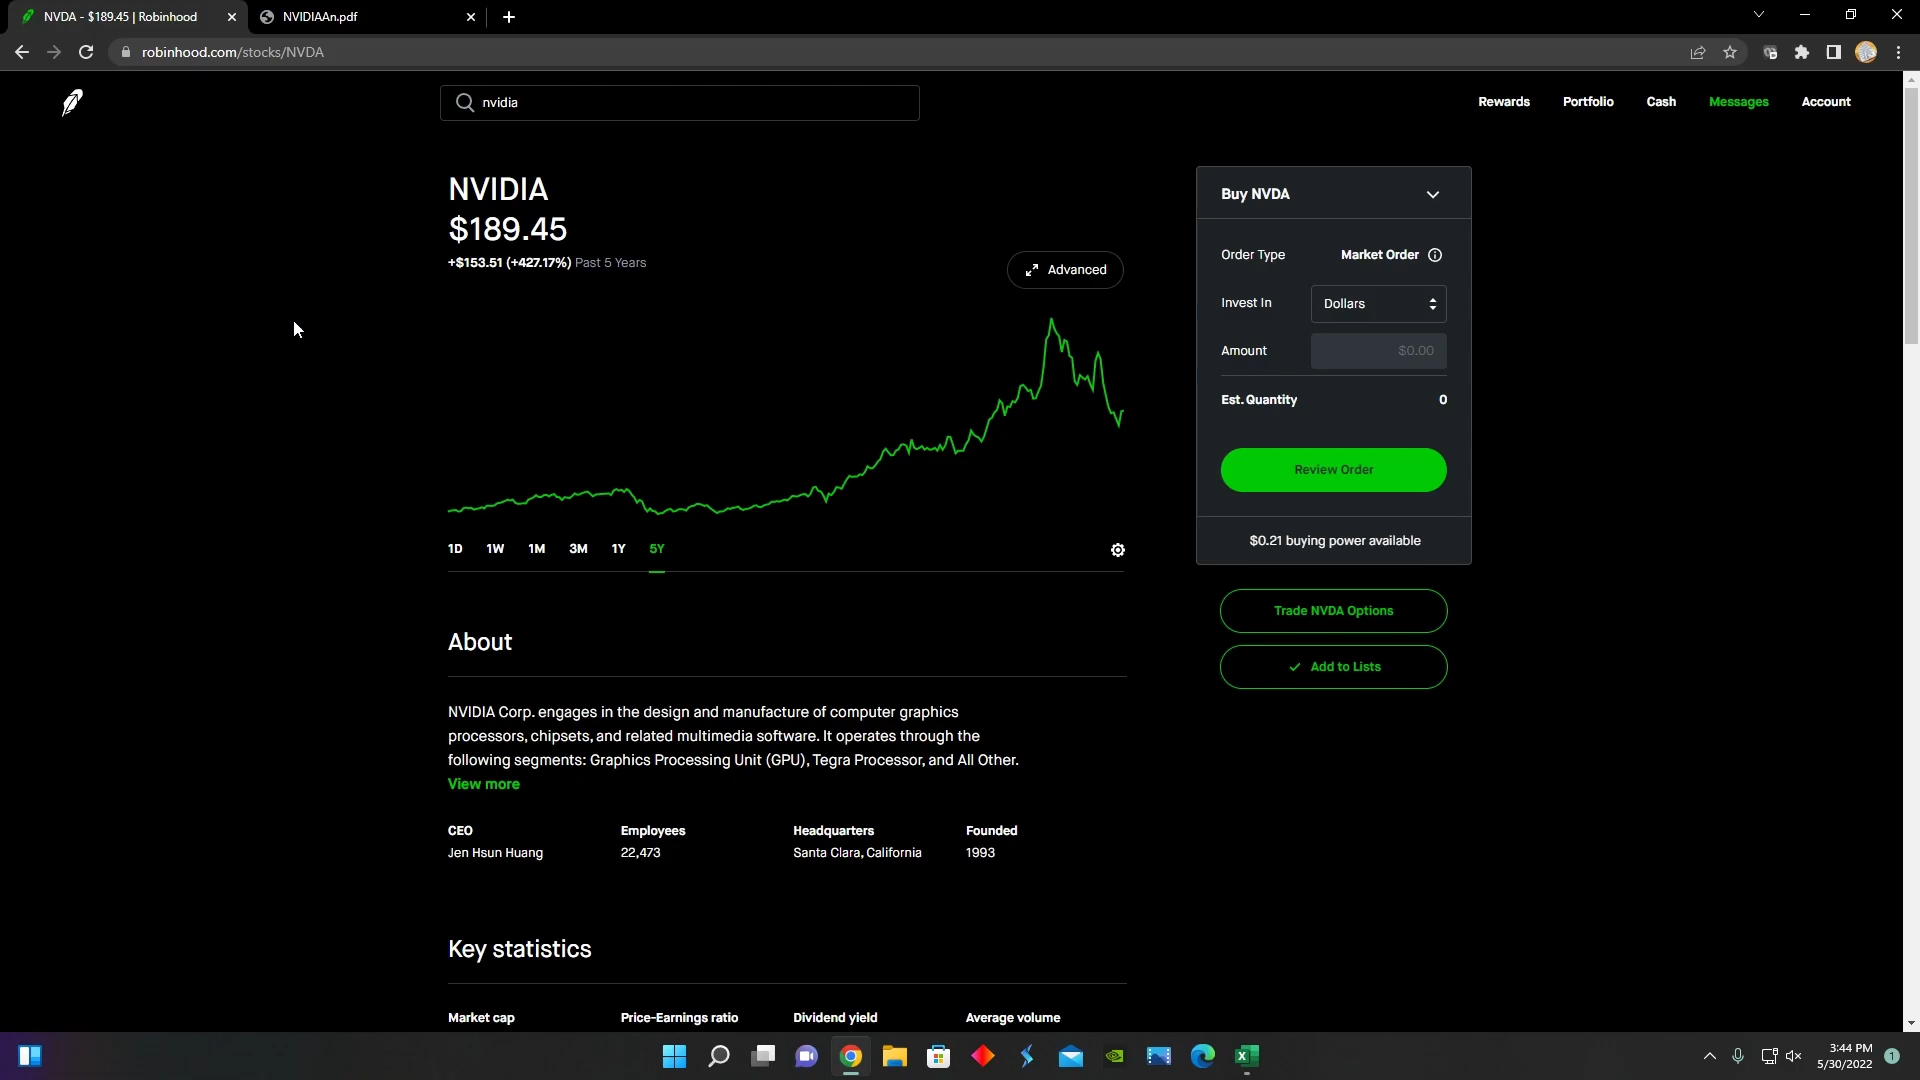 NVDA - $189.45 | Robinhood
NVIDIAAn.pdf
robinhood.com/stocks/NVDA
nvidia
Rewards
Portfolio
Cash
Messages
Account
NVIDIA
$189.45
+$153.51 (+427.17%) Past 5 Years
Advanced
1D
1W
1M
3M
1Y
5Y
Buy NVDA
Order Type
Market Order
Invest In
Dollars
Amount
$0.00
Est. Quantity
0
Review Order
$0.21 buying power available
Trade NVDA Options
Add to Lists
About
NVIDIA Corp. engages in the design and manufacture of computer graphics
processors, chipsets, and related multimedia software. It operates through the
following segments: Graphics Processing Unit (GPU), Tegra Processor, and All Other.
View more
CEO
Employees
Headquarters
Founded
Jen Hsun Huang
22,473
Santa Clara, California
1993
Key statistics
Market cap
Price-Earnings ratio
Dividend yield
Average volume
3:44 PM
5/30/2022
1